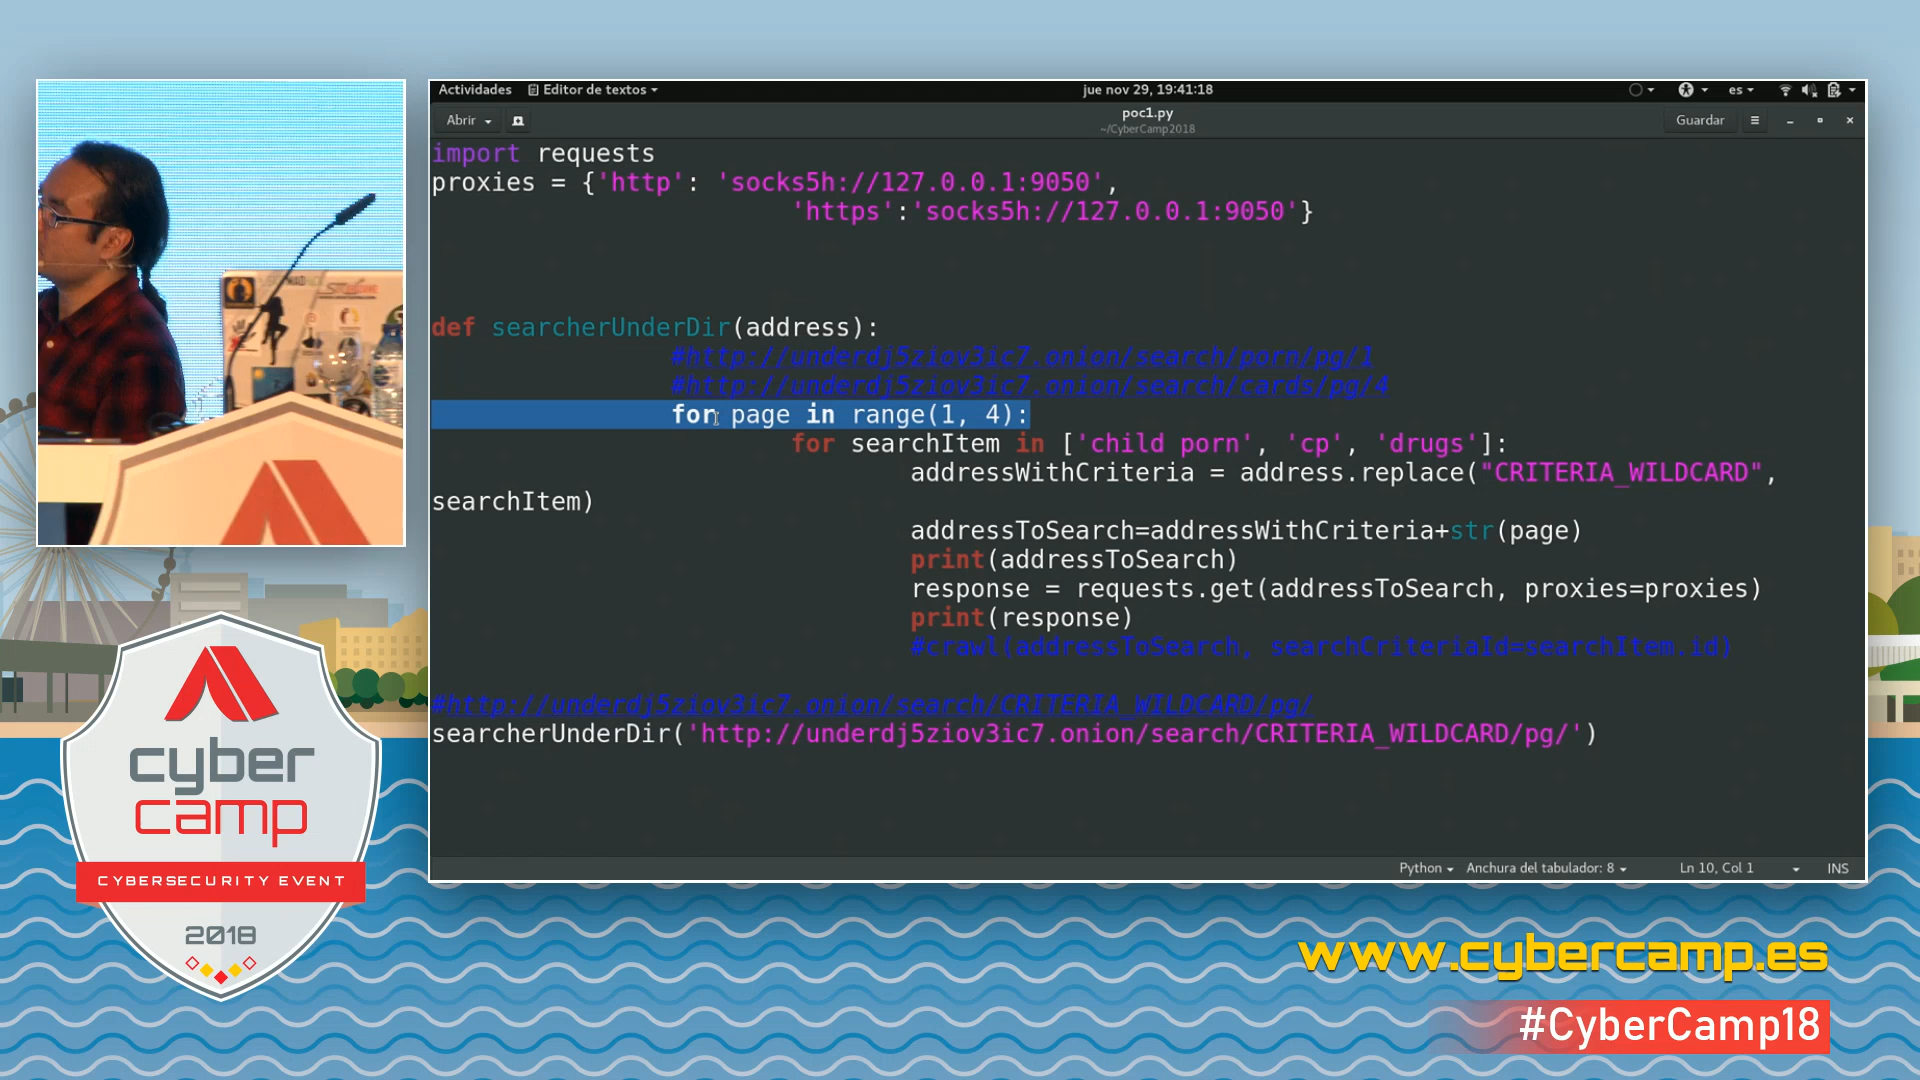 Actividades Editor de textos jue nov 29, 19:41:18 es
Abrir poc1.py Guardar
~/CyberCamp2018
import requests
proxies = {'http': 'socks5h://127.0.0.1:9050',
'https':'socks5h://127.0.0.1:9050'}
def searcherUnderDir(address):
#http://underdj5ziov3ic7.onion/search/porn/pg/1
#http://underdj5ziov3ic7.onion/search/cards/pg/4
for page in range(1, 4):
for searchItem in ['child porn', 'cp', 'drugs']:
addressWithCriteria = address.replace("CRITERIA_WILDCARD",
searchItem)
addressToSearch=addressWithCriteria+str(page)
print(addressToSearch)
response = requests.get(addressToSearch, proxies=proxies)
print(response)
#crawl(addressToSearch, searchCriteriaId=searchItem.id)
#http://underdj5ziov3ic7.onion/search/CRITERIA_WILDCARD/pg/
searcherUnderDir('http://underdj5ziov3ic7.onion/search/CRITERIA_WILDCARD/pg/')
Python Anchura del tabulador: 8 Ln 10, Col 1 INS
cyber
camp
CYBERSECURITY EVENT
2018
www.cybercamp.es
#CyberCamp18